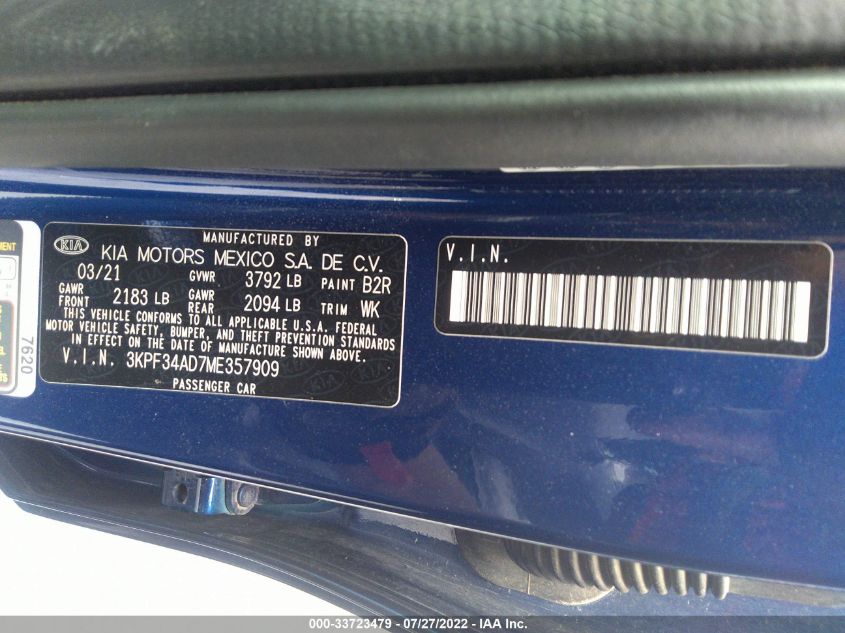 MANUFACTURED BY
KIA KIA MOTORS MEXICO S.A. DE C.V.
03/21 GVWR 3792 LB PAINT B2R
GAWR FRONT 2183 LB GAWR REAR 2094 LB TRIM WK
THIS VEHICLE CONFORMS TO ALL APPLICABLE U.S.A. FEDERAL
MOTOR VEHICLE SAFETY, BUMPER, AND THEFT PREVENTION STANDARDS
IN EFFECT ON THE DATE OF MANUFACTURE SHOWN ABOVE.
V.I.N. 3KPF34AD7ME357909
PASSENGER CAR
V.I.N.
7620
000-33723479 - 07/27/2022 - IAA, Inc.